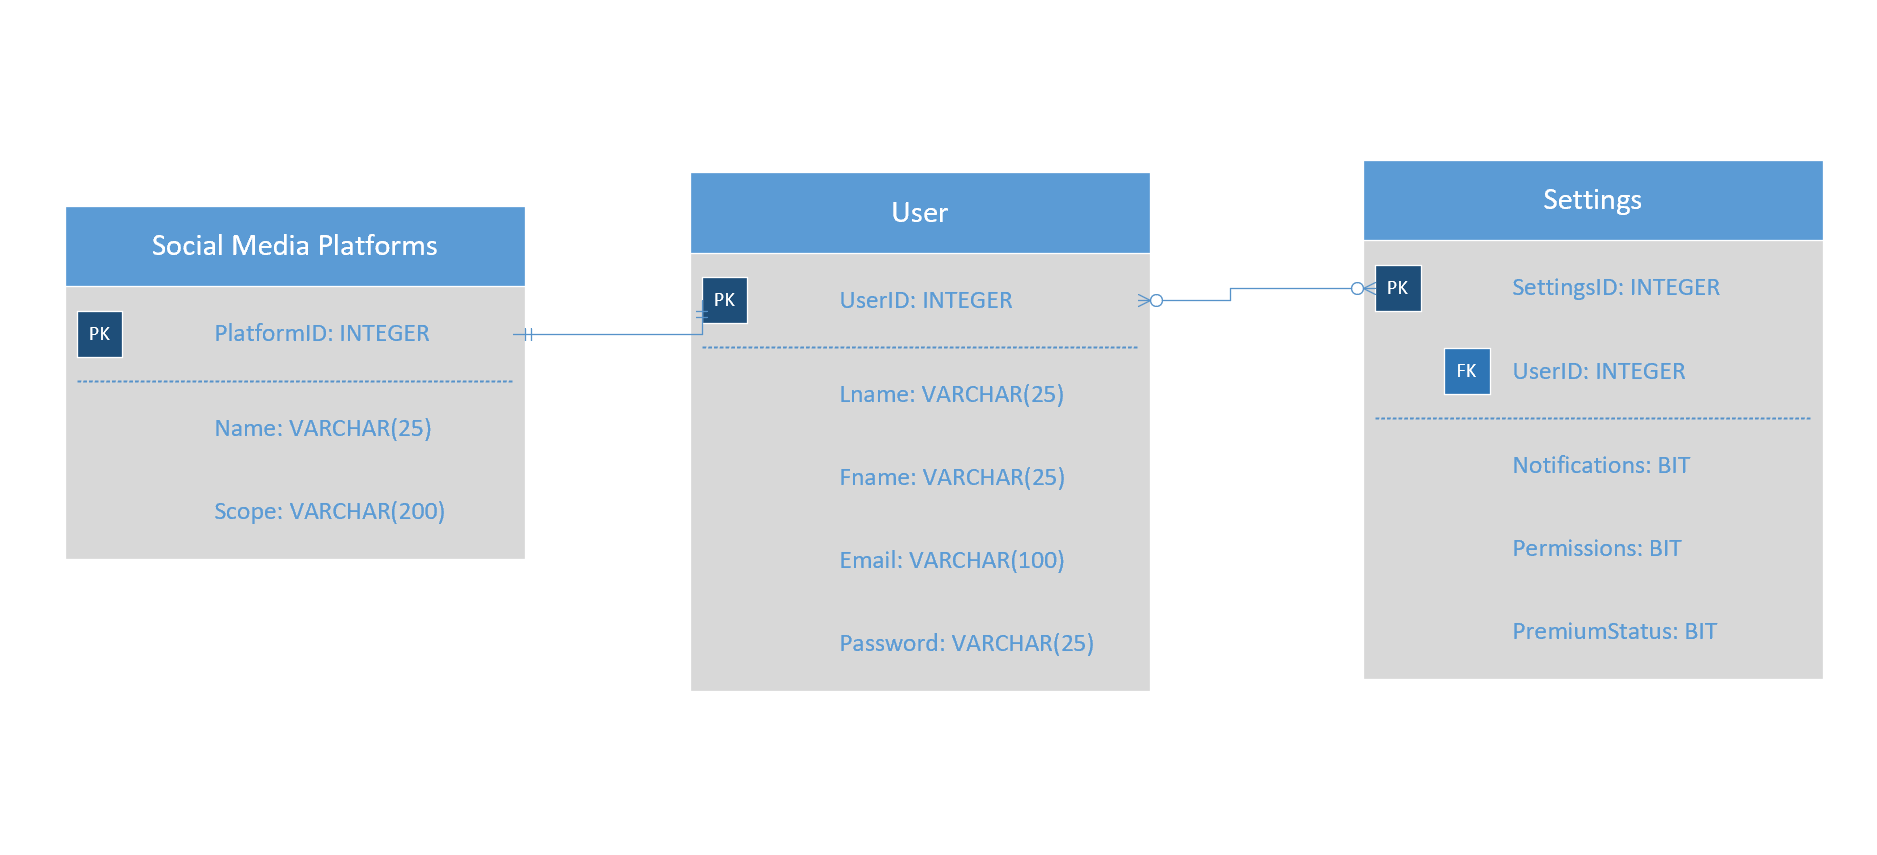 Social Media Platforms
PK PlatformID: INTEGER
Name: VARCHAR(25)
Scope: VARCHAR(200)
User
PK UserID: INTEGER
Lname: VARCHAR(25)
Fname: VARCHAR(25)
Email: VARCHAR(100)
Password: VARCHAR(25)
Settings
PK SettingsID: INTEGER
FK UserID: INTEGER
Notifications: BIT
Permissions: BIT
PremiumStatus: BIT